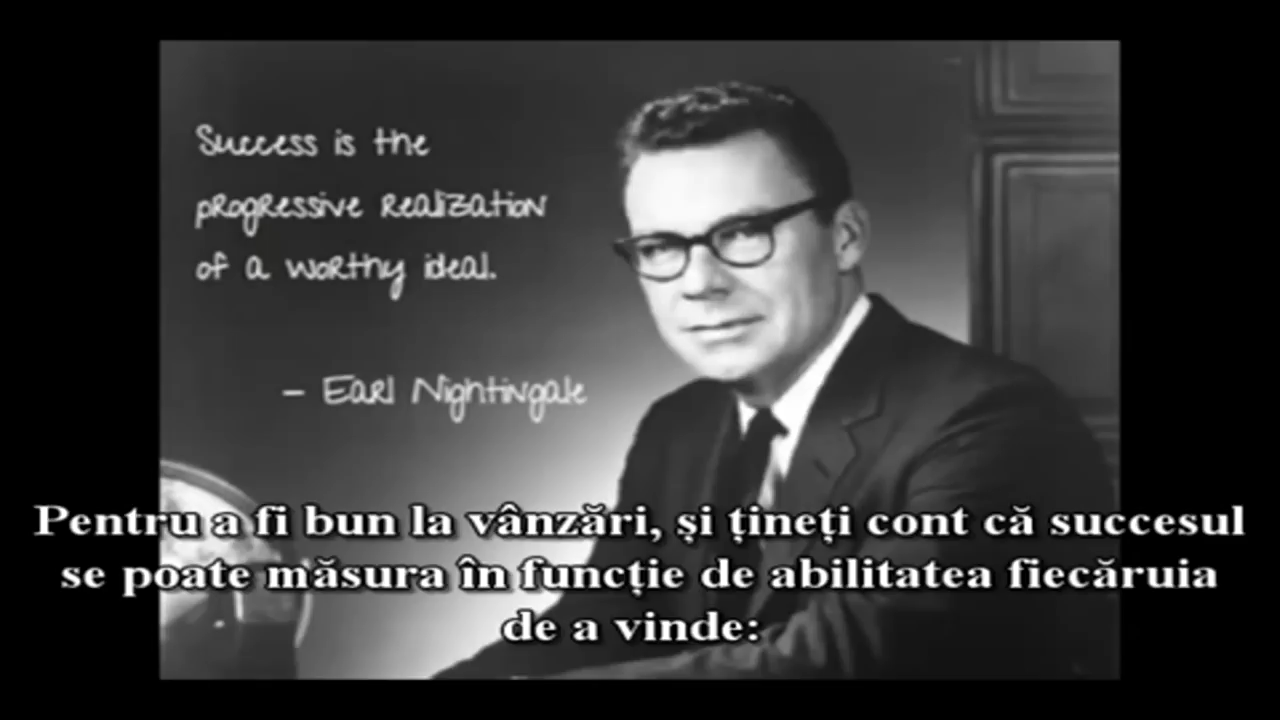 Success is the
progressive realization
of a worthy ideal.
– Earl Nightingale
Pentru a fi bun la vânzări, și țineți cont că succesul
se poate măsura în funcție de abilitatea fiecăruia
de a vinde: